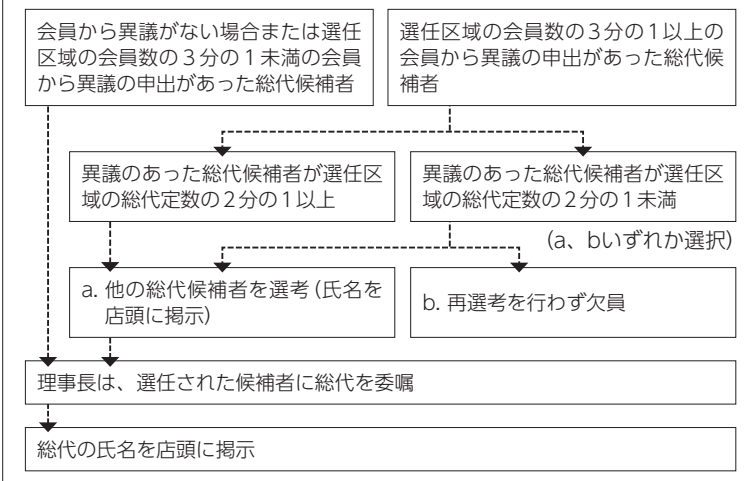 会員から異議がない場合または選任
区域の会員数の3分の1未満の会員
から異議の申出があった総代候補者
選任区域の会員数の3分の1以上の
会員から異議の申出があった総代候
補者
異議のあった総代候補者が選任区
域の総代定数の2分の1以上
異議のあった総代候補者が選任区
域の総代定数の2分の1未満
(a、bいずれか選択)
a. 他の総代候補者を選考(氏名を
店頭に掲示)
b. 再選考を行わず欠員
理事長は、選任された候補者に総代を委嘱
総代の氏名を店頭に掲示